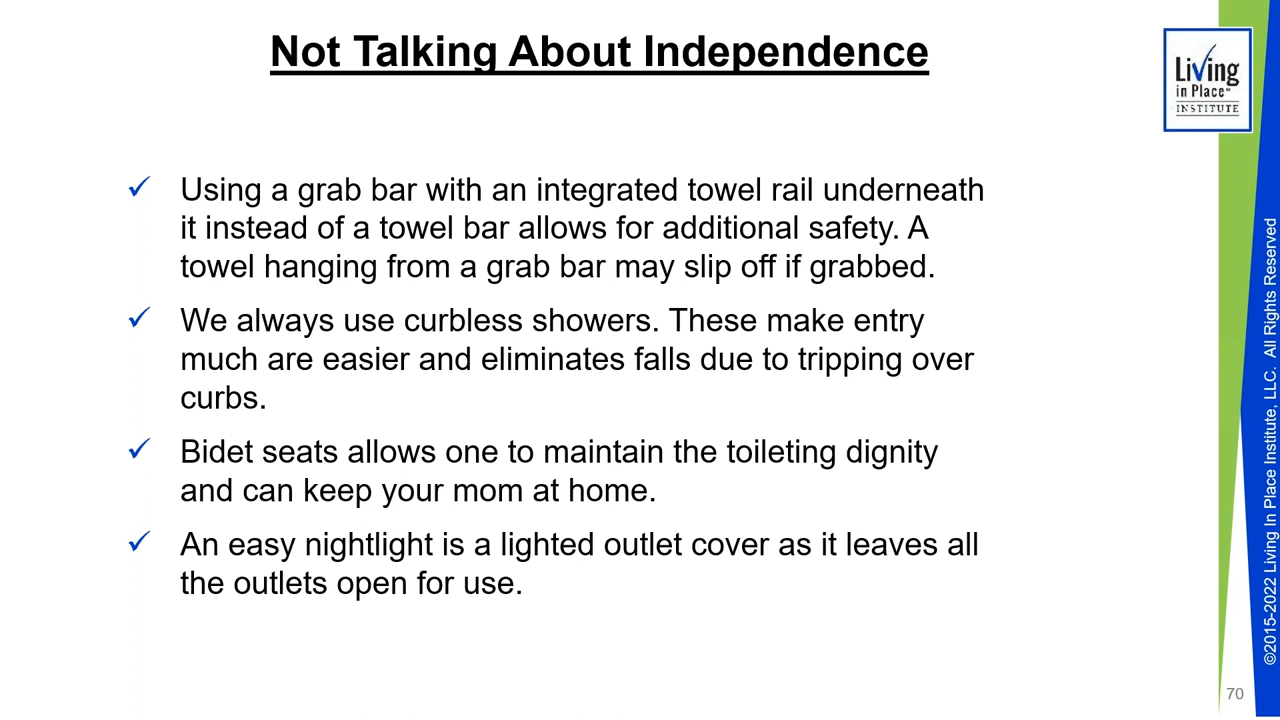 Not Talking About Independence
Living
in Place
INSTITUTE
✓ Using a grab bar with an integrated towel rail underneath
it instead of a towel bar allows for additional safety. A
towel hanging from a grab bar may slip off if grabbed.
✓ We always use curbless showers. These make entry
much are easier and eliminates falls due to tripping over
curbs.
✓ Bidet seats allows one to maintain the toileting dignity
and can keep your mom at home.
✓ An easy nightlight is a lighted outlet cover as it leaves all
the outlets open for use.
©2015-2022 Living In Place Institute, LLC. All Rights Reserved
70